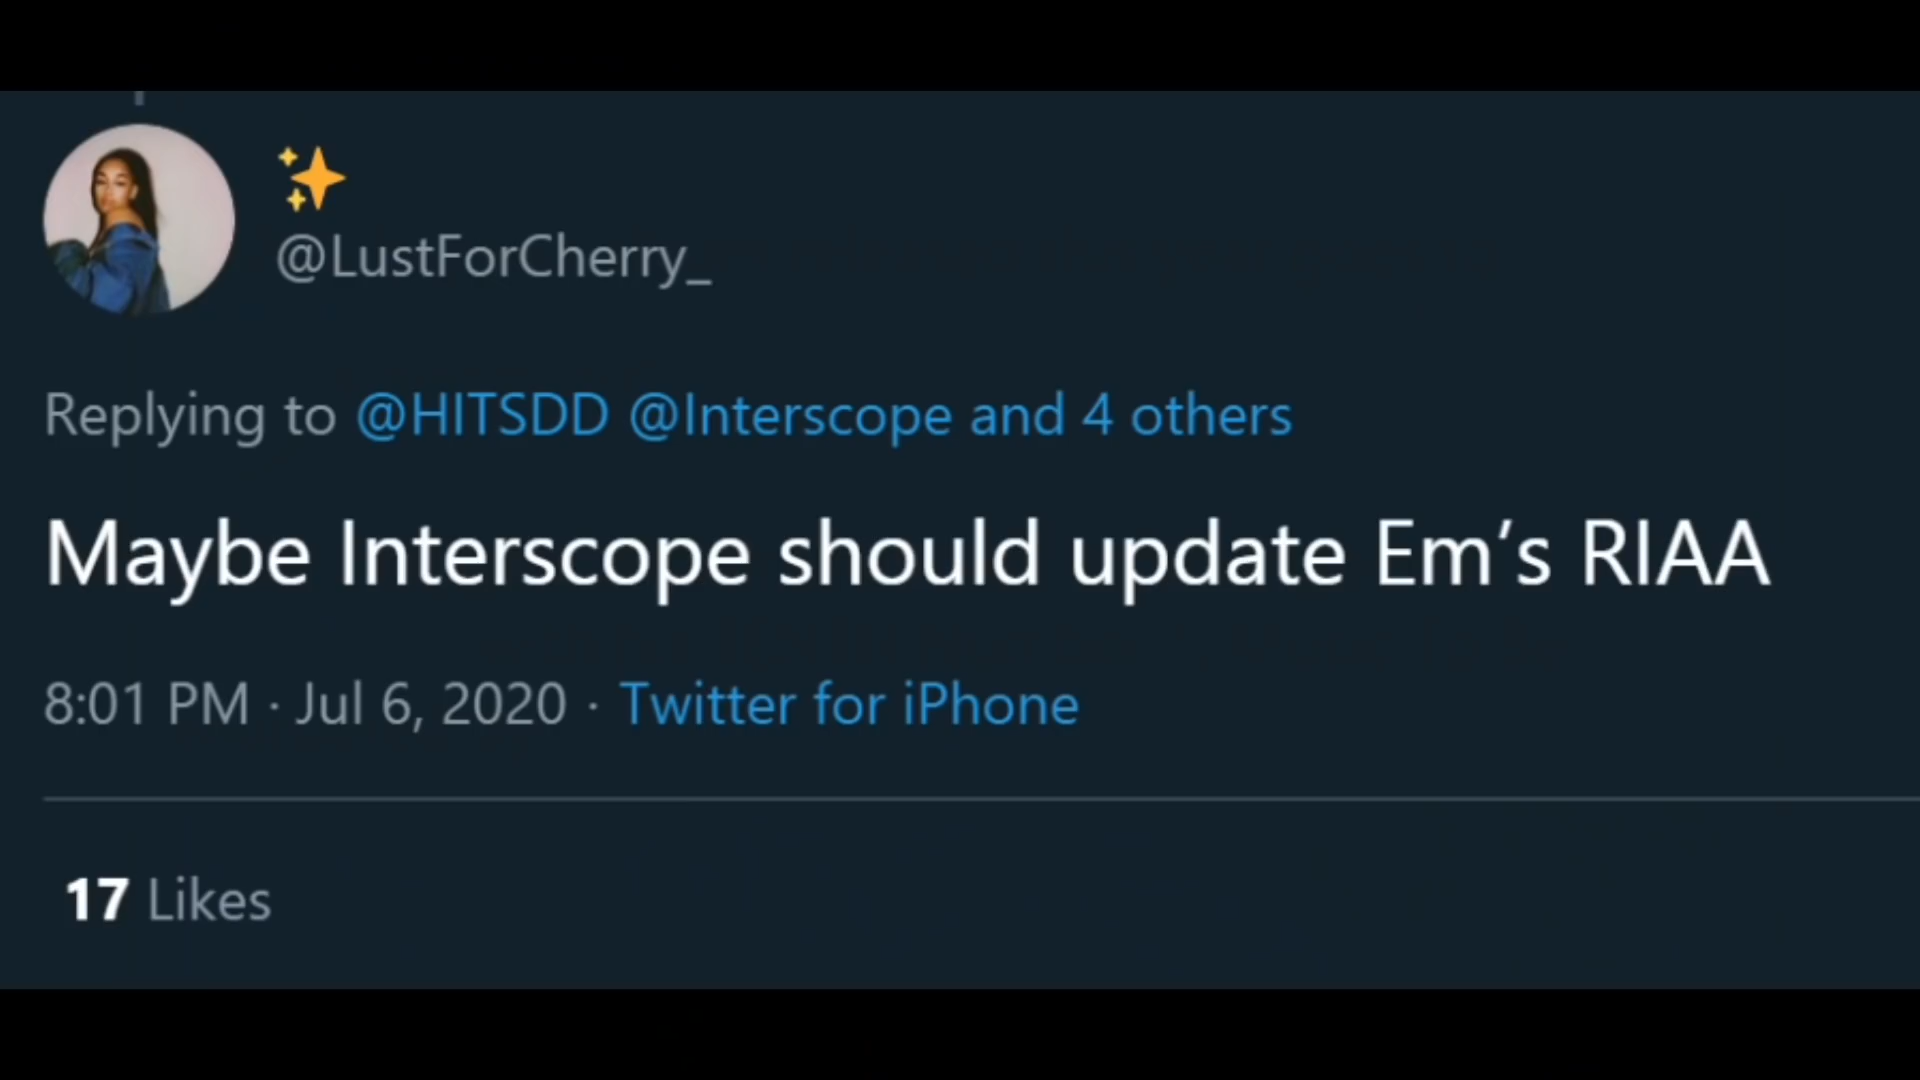 ✨
@LustForCherry_
Replying to @HITSDD @Interscope and 4 others
Maybe Interscope should update Em’s RIAA
8:01 PM · Jul 6, 2020 · Twitter for iPhone
17 Likes